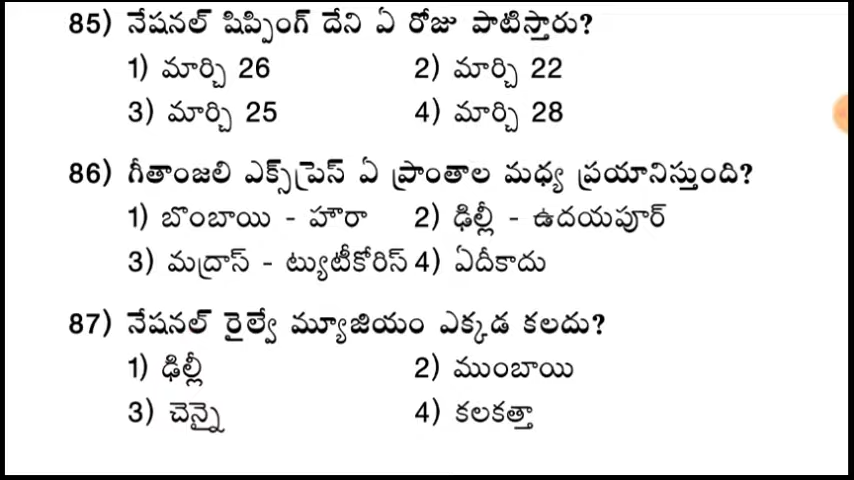 85) నేషనల్ షిప్పింగ్ దేని ఏ రోజు పాటిస్తారు?
1) మార్చి 26 2) మార్చి 22
3) మార్చి 25 4) మార్చి 28
86) గీతాంజలి ఎక్స్‌ప్రెస్ ఏ ప్రాంతాల మధ్య ప్రయానిస్తుంది?
1) బొంబాయి - హౌరా 2) ఢిల్లీ - ఉదయపూర్
3) మద్రాస్ - ట్యుటీకోరిస్ 4) ఏదీకాదు
87) నేషనల్ రైల్వే మ్యూజియం ఎక్కడ కలదు?
1) ఢిల్లీ 2) ముంబాయి
3) చెన్నై 4) కలకత్తా